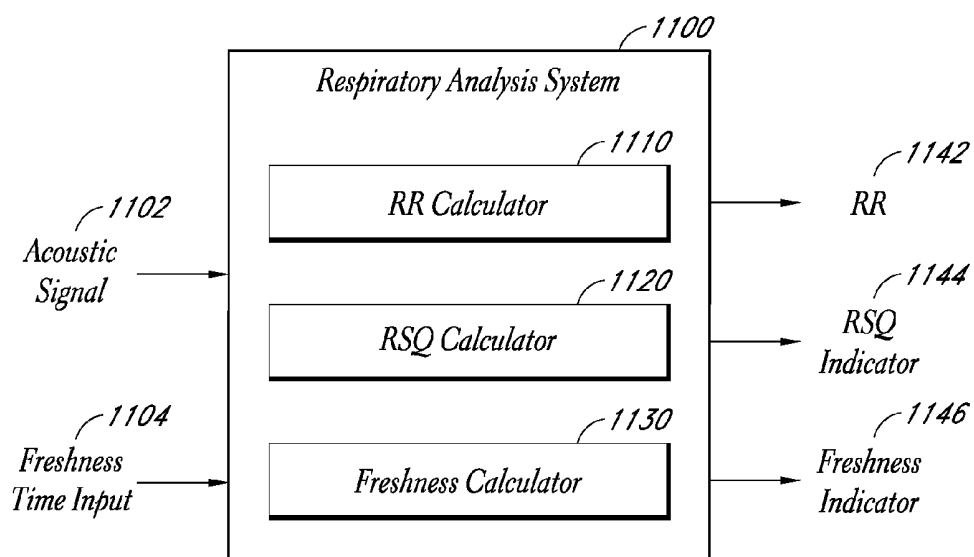 1100
Respiratory Analysis System
1110
RR Calculator
1142
RR
1102
Acoustic
Signal
1120
RSQ Calculator
1144
RSQ
Indicator
1104
Freshness
Time Input
1130
Freshness Calculator
1146
Freshness
Indicator